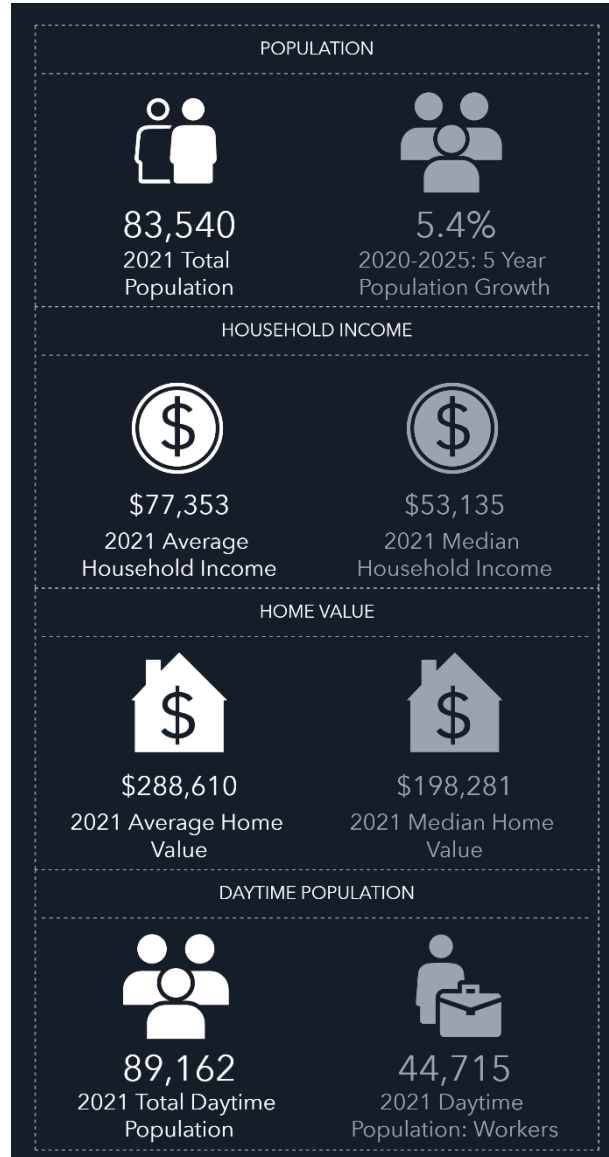 POPULATION
83,540
2021 Total
Population
5.4%
2020-2025: 5 Year
Population Growth
HOUSEHOLD INCOME
$
$77,353
2021 Average
Household Income
$
$53,135
2021 Median
Household Income
HOME VALUE
$
$288,610
2021 Average Home
Value
$
$198,281
2021 Median Home
Value
DAYTIME POPULATION
89,162
2021 Total Daytime
Population
44,715
2021 Daytime
Population: Workers